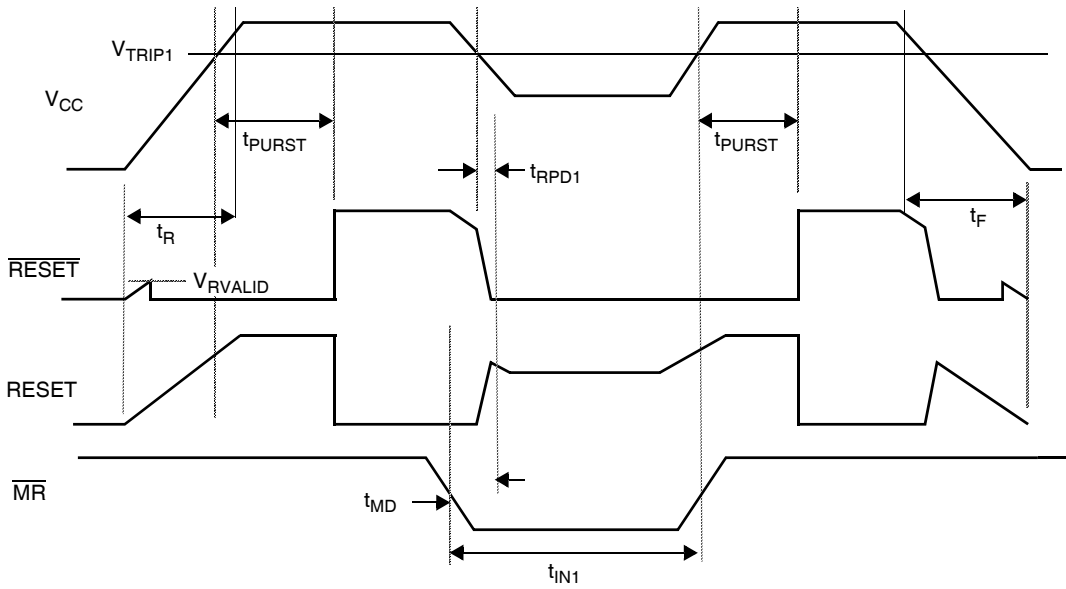 VTRIP1
VCC
tPURST
tPURST
tRPD1
tR
tF
RESET
VRVALID
RESET
MR
tMD
tIN1